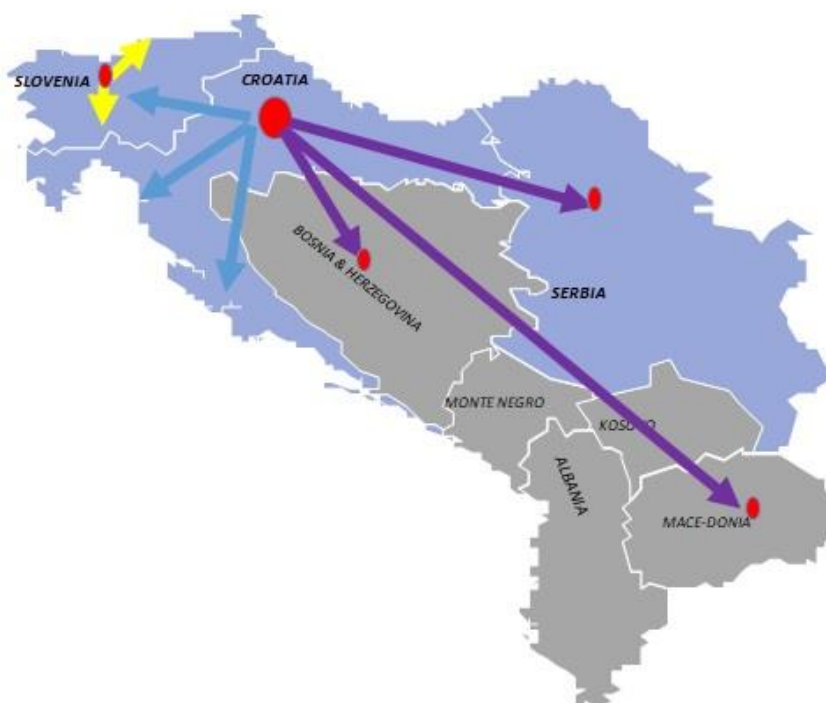 SLOVENIA
CROATIA
BOSNIA & HERZEGOVINA
SERBIA
MONTE NEGRO
KOSOVO
ALBANIA
MACE-DONIA